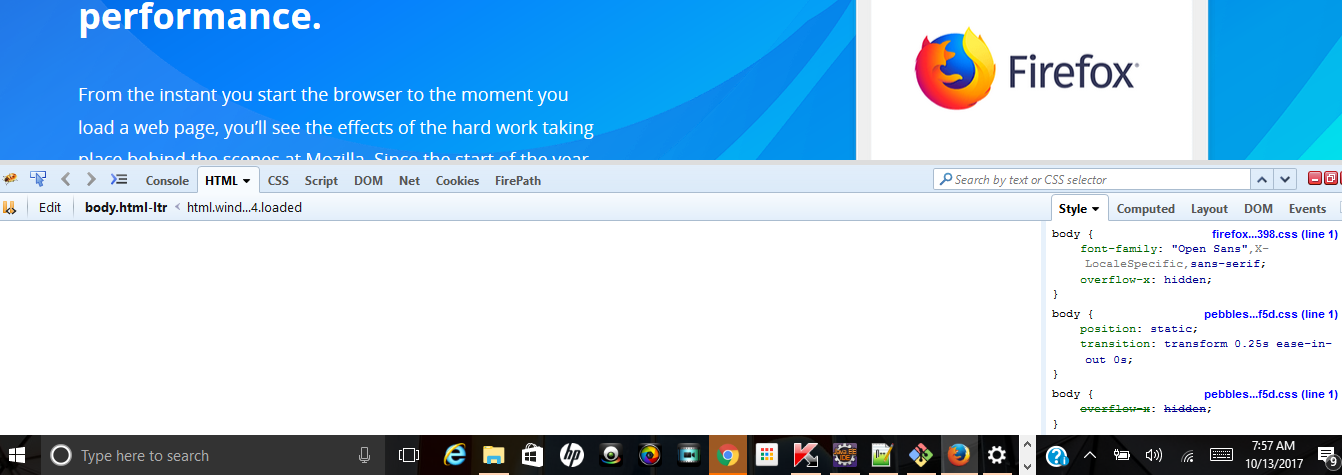 performance.
Firefox
From the instant you start the browser to the moment you
load a web page, you'll see the effects of the hard work taking
place behind the scenes at Mozilla. Since the start of the year,
Console HTML CSS Script DOM Net Cookies FirePath Search by text or CSS selector
Edit body.html-ltr < html.wind...4.loaded
Style Computed Layout DOM Events
body { firefox...398.css (line 1)
font-family: "Open Sans",X-
LocaleSpecific,sans-serif;
overflow-x: hidden;
}
body { pebbles...f5d.css (line 1)
position: static;
transition: transform 0.25s ease-in-
out 0s;
}
body { pebbles...f5d.css (line 1)
overflow-x: hidden;
}
Type here to search
7:57 AM
10/13/2017